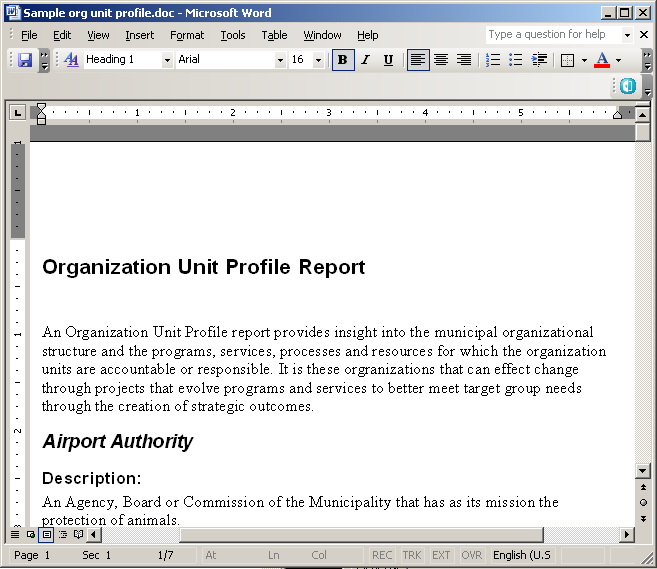 Sample org unit profile.doc - Microsoft Word
File Edit View Insert Format Tools Table Window Help Type a question for help
Heading 1 Arial 16 B I U A
1 2 3 4 5
Organization Unit Profile Report
An Organization Unit Profile report provides insight into the municipal organizational
structure and the programs, services, processes and resources for which the organization
units are accountable or responsible. It is these organizations that can effect change
through projects that evolve programs and services to better meet target group needs
through the creation of strategic outcomes.
Airport Authority
Description:
An Agency, Board or Commission of the Municipality that has as its mission the
protection of animals.
Page 1 Sec 1 1/7 At Ln Col REC TRK EXT OVR English (U.S